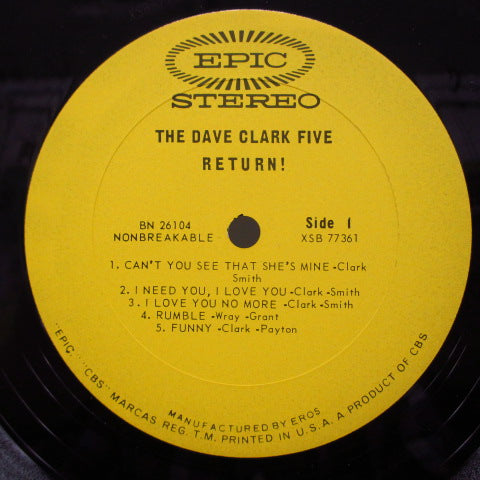 EPIC
STEREO
THE DAVE CLARK FIVE
RETURN!
BN 26104
NONBREAKABLE
Side 1
XSB 77361
1. CAN'T YOU SEE THAT SHE'S MINE -Clark
Smith
2. I NEED YOU, I LOVE YOU -Clark -Smith
3. I LOVE YOU NO MORE -Clark -Smith
4. RUMBLE -Wray -Grant
5. FUNNY -Clark -Payton
MANUFACTURED BY EROS
"EPIC" "CBS" MARCAS REG. T.M. PRINTED IN U.S.A. A PRODUCT OF CBS